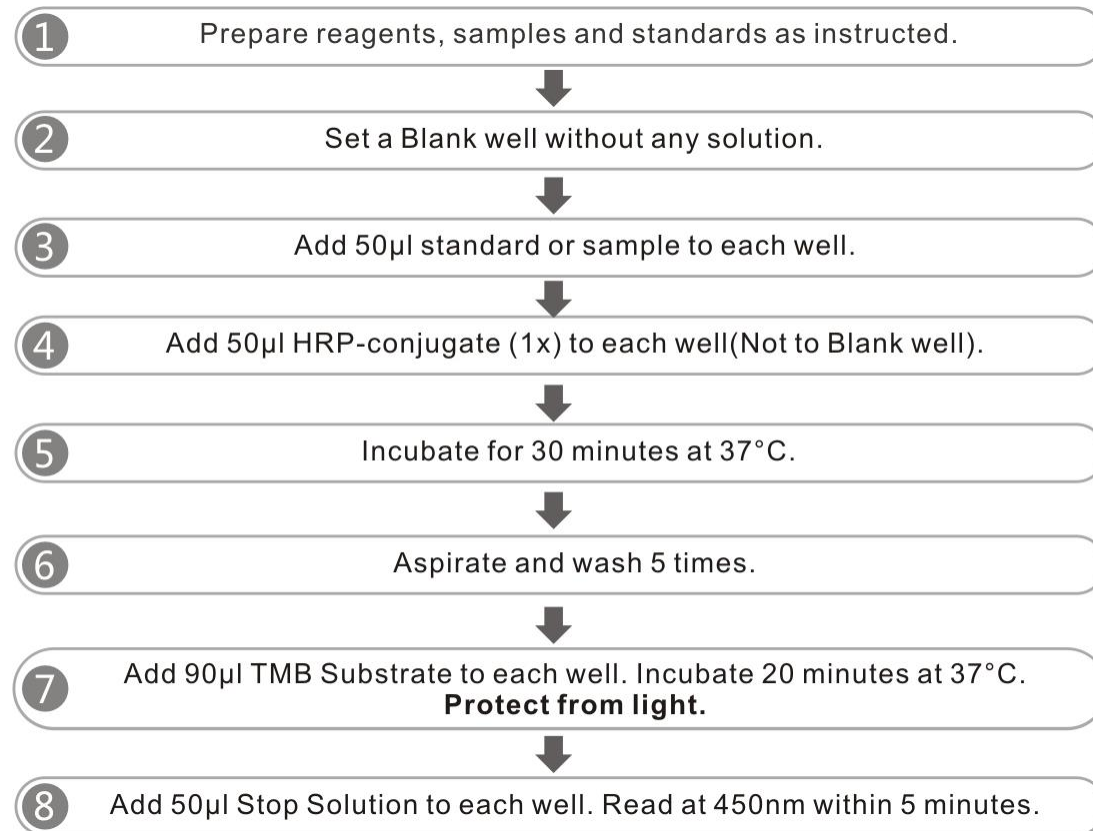 1 Prepare reagents, samples and standards as instructed.
2 Set a Blank well without any solution.
3 Add 50μl standard or sample to each well.
4 Add 50μl HRP-conjugate (1x) to each well(Not to Blank well).
5 Incubate for 30 minutes at 37°C.
6 Aspirate and wash 5 times.
7 Add 90μl TMB Substrate to each well. Incubate 20 minutes at 37°C.
Protect from light.
8 Add 50μl Stop Solution to each well. Read at 450nm within 5 minutes.